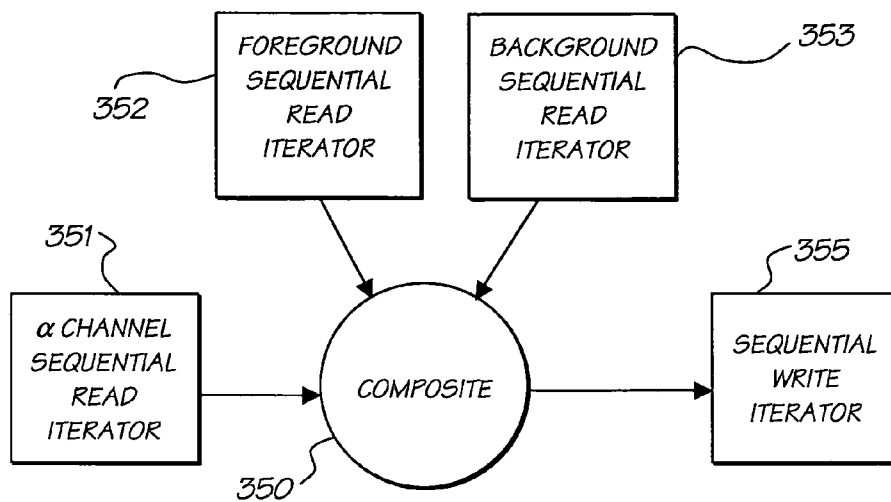 FOREGROUND
SEQUENTIAL
READ
ITERATOR
352
BACKGROUND
SEQUENTIAL
READ
ITERATOR
353
351
α CHANNEL
SEQUENTIAL
READ
ITERATOR
COMPOSITE
350
355
SEQUENTIAL
WRITE
ITERATOR